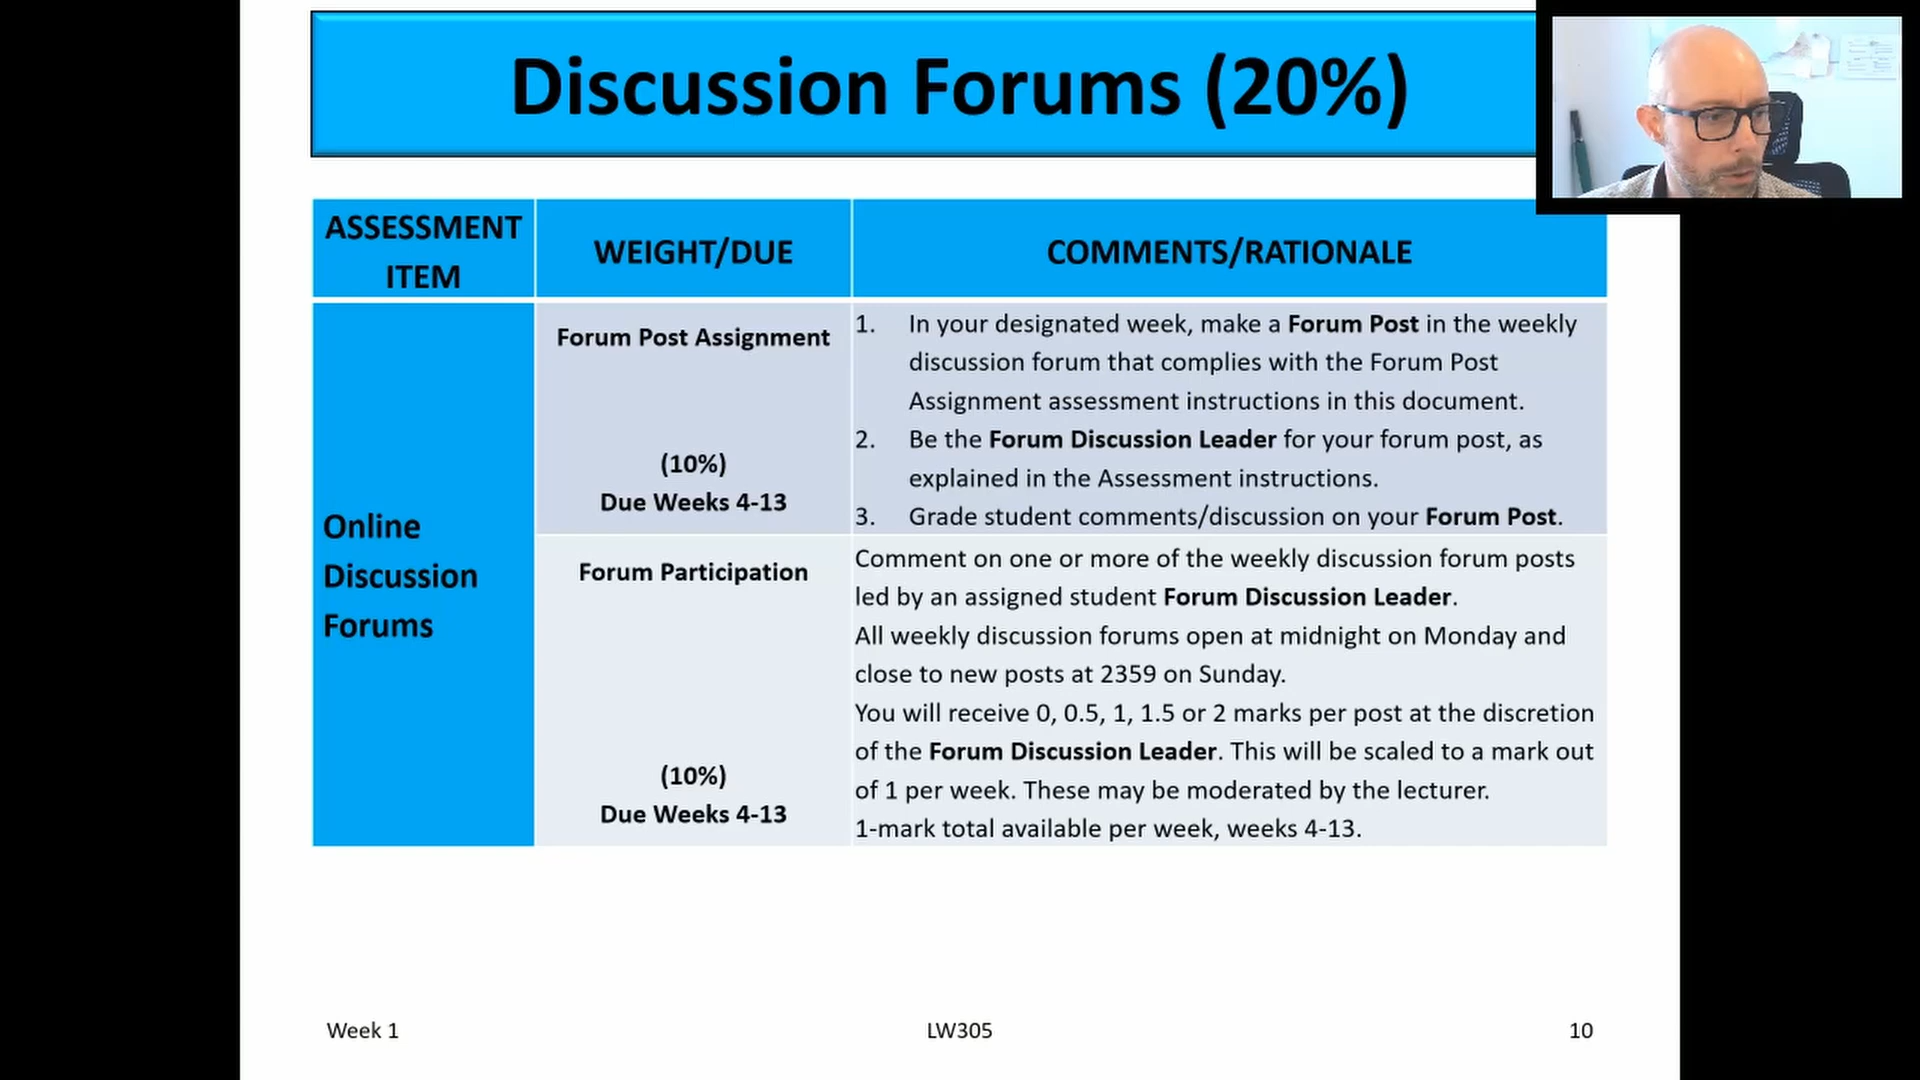 Discussion Forums (20%)
ASSESSMENT
ITEM
WEIGHT/DUE
COMMENTS/RATIONALE
Online
Discussion
Forums
Forum Post Assignment
(10%)
Due Weeks 4-13
1. In your designated week, make a Forum Post in the weekly
discussion forum that complies with the Forum Post
Assignment assessment instructions in this document.
2. Be the Forum Discussion Leader for your forum post, as
explained in the Assessment instructions.
3. Grade student comments/discussion on your Forum Post.
Forum Participation
(10%)
Due Weeks 4-13
Comment on one or more of the weekly discussion forum posts
led by an assigned student Forum Discussion Leader.
All weekly discussion forums open at midnight on Monday and
close to new posts at 2359 on Sunday.
You will receive 0, 0.5, 1, 1.5 or 2 marks per post at the discretion
of the Forum Discussion Leader. This will be scaled to a mark out
of 1 per week. These may be moderated by the lecturer.
1-mark total available per week, weeks 4-13.
Week 1
LW305
10